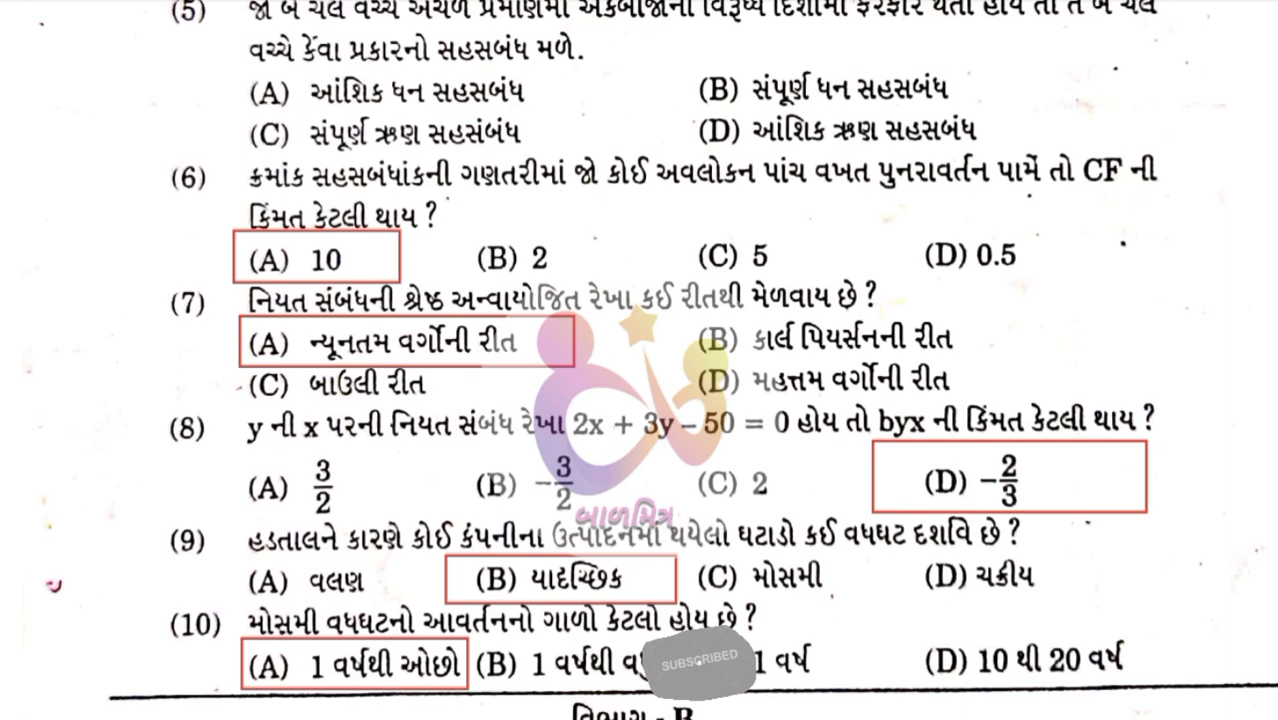 (5) જો બે ચલ વચ્ચે અચળ પ્રમાણમાં એકબીજાની વિરૂધ્ધ દિશામાં ફેરફાર થતા હોય તો તે બે ચલ
વચ્ચે કેવા પ્રકારનો સહસબંધ મળે.
(A) આંશિક ધન સહસબંધ (B) સંપૂર્ણ ધન સહસબંધ
(C) સંપૂર્ણ ઋણ સહસંબંધ (D) આંશિક ઋણ સહસબંધ
(6) ક્રમાંક સહસબંધાંકની ગણતરીમાં જો કોઈ અવલોકન પાંચ વખત પુનરાવર્તન પામે તો CF ની
કિંમત કેટલી થાય ?
(A) 10 (B) 2 (C) 5 (D) 0.5
(7) નિયત સંબંધની શ્રેષ્ઠ અન્વાયોજિત રેખા કઈ રીતથી મેળવાય છે ?
(A) ન્યૂનતમ વર્ગોની રીત (B) કાર્લ પિયર્સનની રીત
(C) બાઉલી રીત (D) મહત્તમ વર્ગોની રીત
(8) y ની x પરની નિયત સંબંધ રેખા 2x + 3y – 50 = 0 હોય તો byx ની કિંમત કેટલી થાય ?
(A) 3/2 (B) –3/2 (C) 2 (D) –2/3
બાળમિત્ર
(9) હડતાલને કારણે કોઈ કંપનીના ઉત્પાદનમાં થયેલો ઘટાડો કઈ વધઘટ દર્શાવે છે ?
(A) વલણ (B) યાદચ્છિક (C) મોસમી (D) ચક્રીય
(10) મોસમી વધઘટનો આવર્તનનો ગાળો કેટલો હોય છે ?
(A) 1 વર્ષથી ઓછો (B) 1 વર્ષથી SUBSCRIBED 1 વર્ષ (D) 10 થી 20 વર્ષ
વિભાગ - B